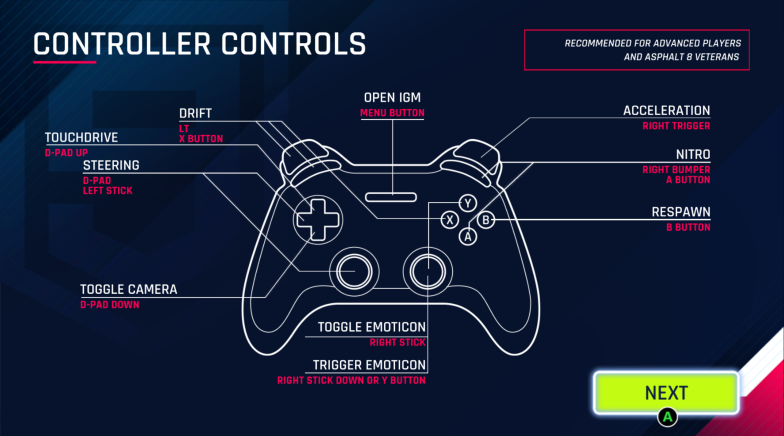 CONTROLLER CONTROLS
RECOMMENDED FOR ADVANCED PLAYERS
AND ASPHALT 8 VETERANS
OPEN IGM
MENU BUTTON
DRIFT
LT
X BUTTON
TOUCHDRIVE
D-PAD UP
STEERING
D-PAD
LEFT STICK
TOGGLE CAMERA
D-PAD DOWN
ACCELERATION
RIGHT TRIGGER
NITRO
RIGHT BUMPER
A BUTTON
RESPAWN
B BUTTON
Y
X
B
A
TOGGLE EMOTICON
RIGHT STICK
TRIGGER EMOTICON
RIGHT STICK DOWN OR Y BUTTON
NEXT
A